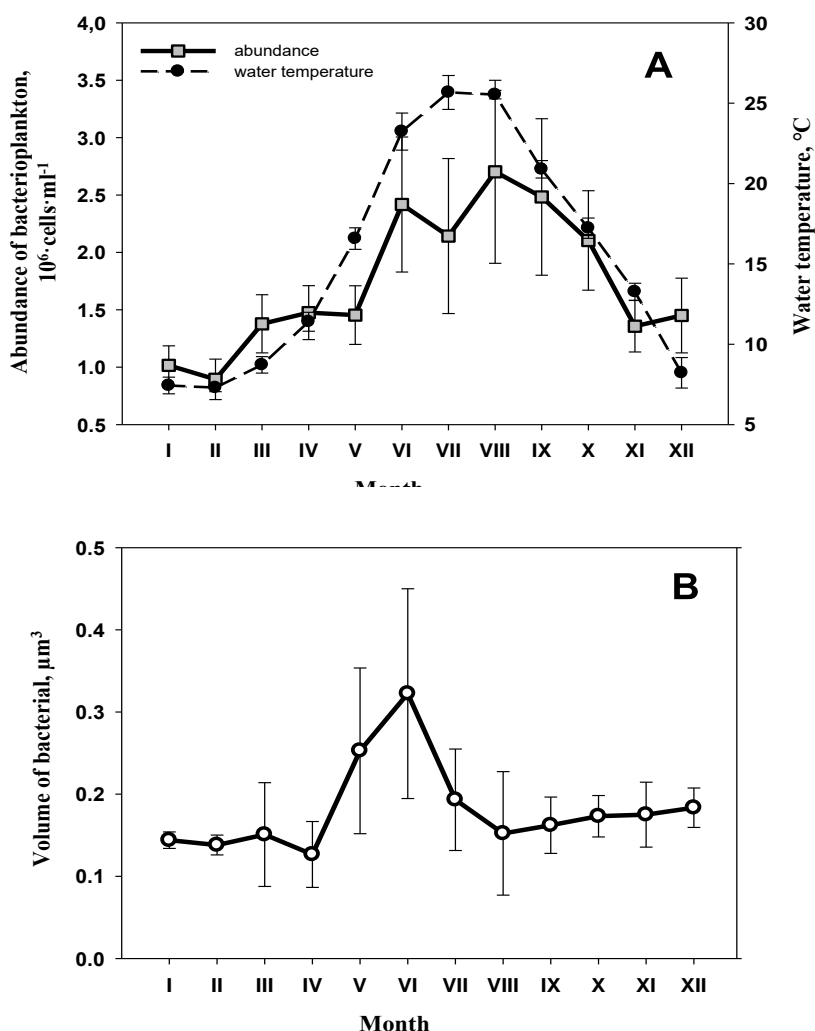 4,0
3.5
3.0
2.5
2.0
1.5
1.0
0.5
Abundance of bacterioplankton,
10⁶·cells·ml⁻¹
abundance
water temperature
A
30
25
20
15
10
5
Water temperature, °C
I II III IV V VI VII VIII IX X XI XII
Month
0.5
0.4
0.3
0.2
0.1
0.0
Volume of bacterial, µm³
B
I II III IV V VI VII VIII IX X XI XII
Month